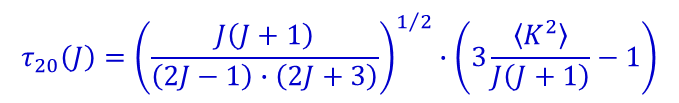 τ₂₀(J) = (J(J + 1) / ((2J − 1) · (2J + 3)))^{1/2} · (3 ⟨K²⟩ / J(J + 1) − 1)